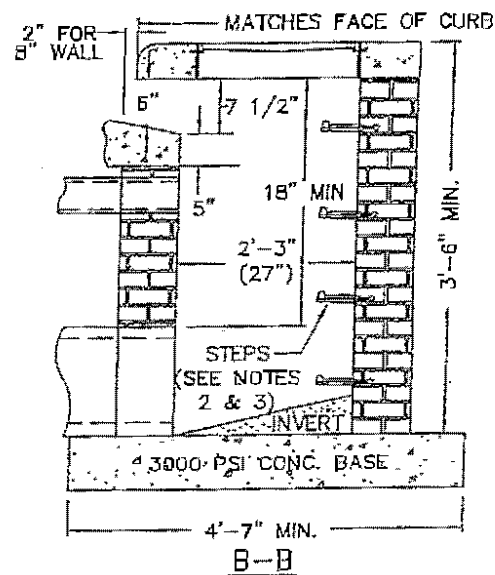 MATCHES FACE OF CURB
2" FOR
8" WALL
6"
7 1/2"
5"
18" MIN
2'-3"
(27")
3'-6" MIN.
STEPS
(SEE NOTES
2 & 3)
INVERT
3000 PSI CONC. BASE
4'-7" MIN.
B-B